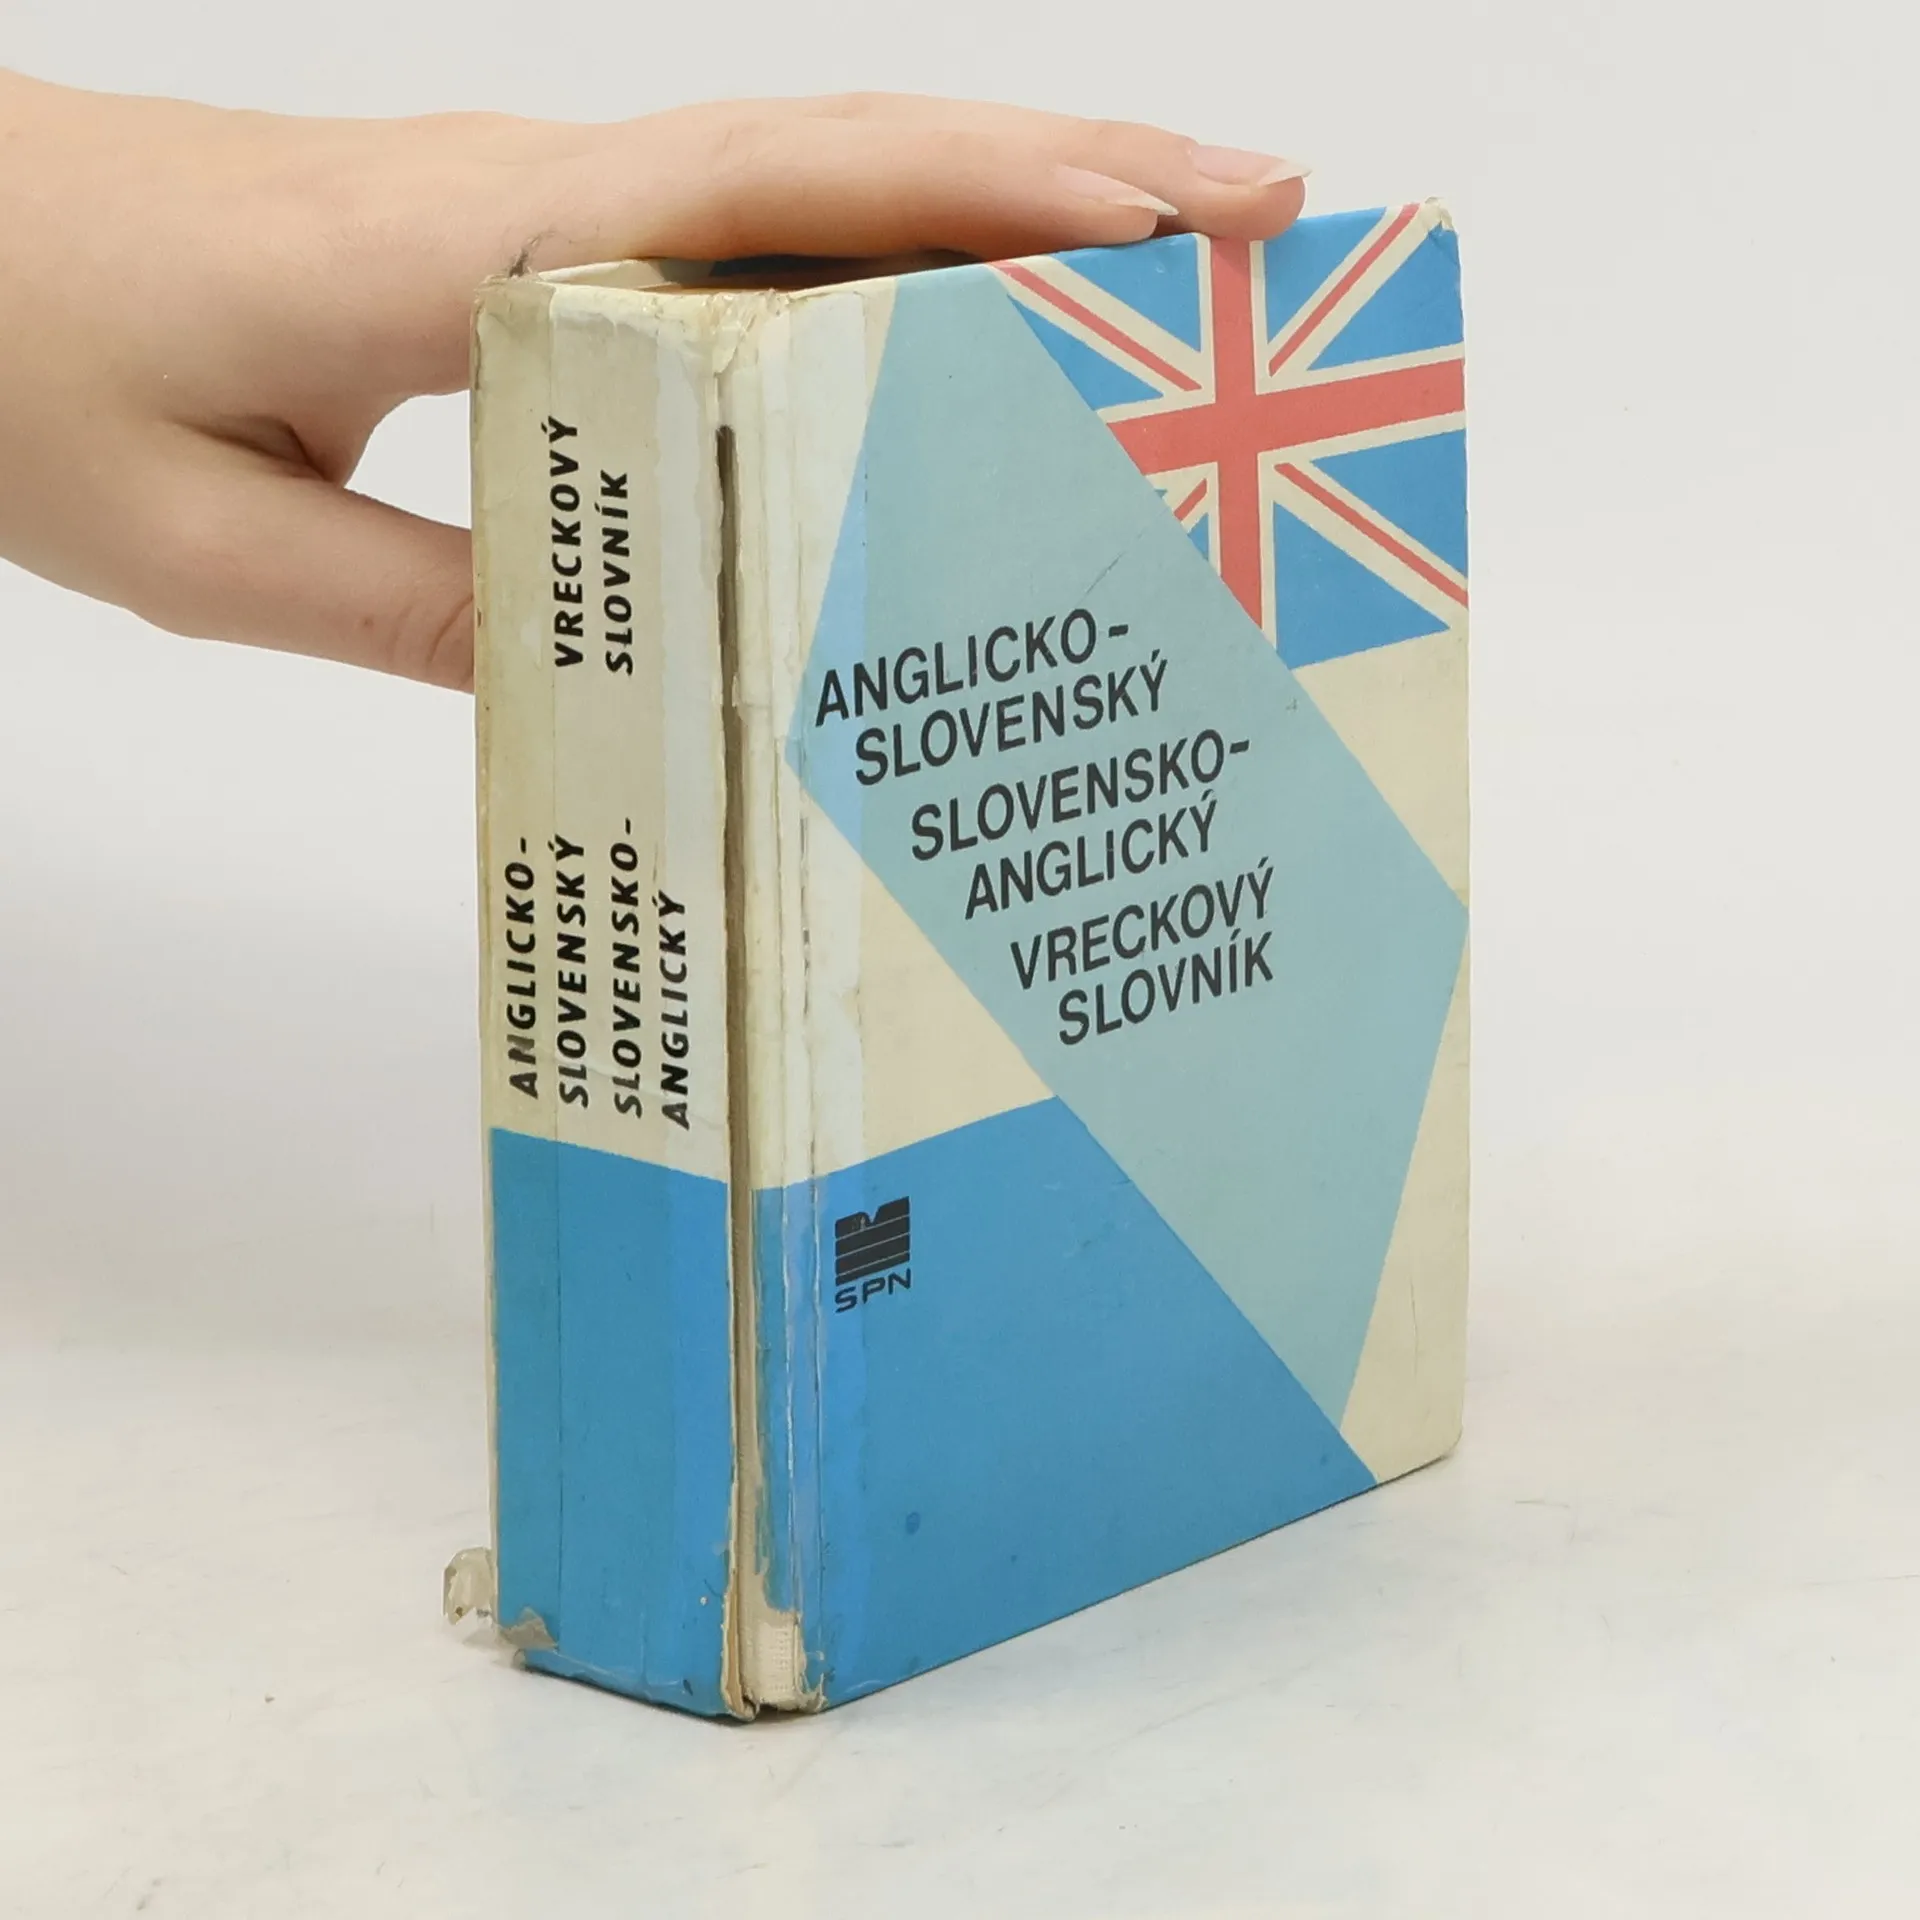 VRECKOVÝ
SLOVNÍK
ANGLICKO-
SLOVENSKÝ
SLOVENSKO-
ANGLICKÝ
ANGLICKO-
SLOVENSKÝ
SLOVENSKO-
ANGLICKÝ
VRECKOVÝ
SLOVNÍK
SPN